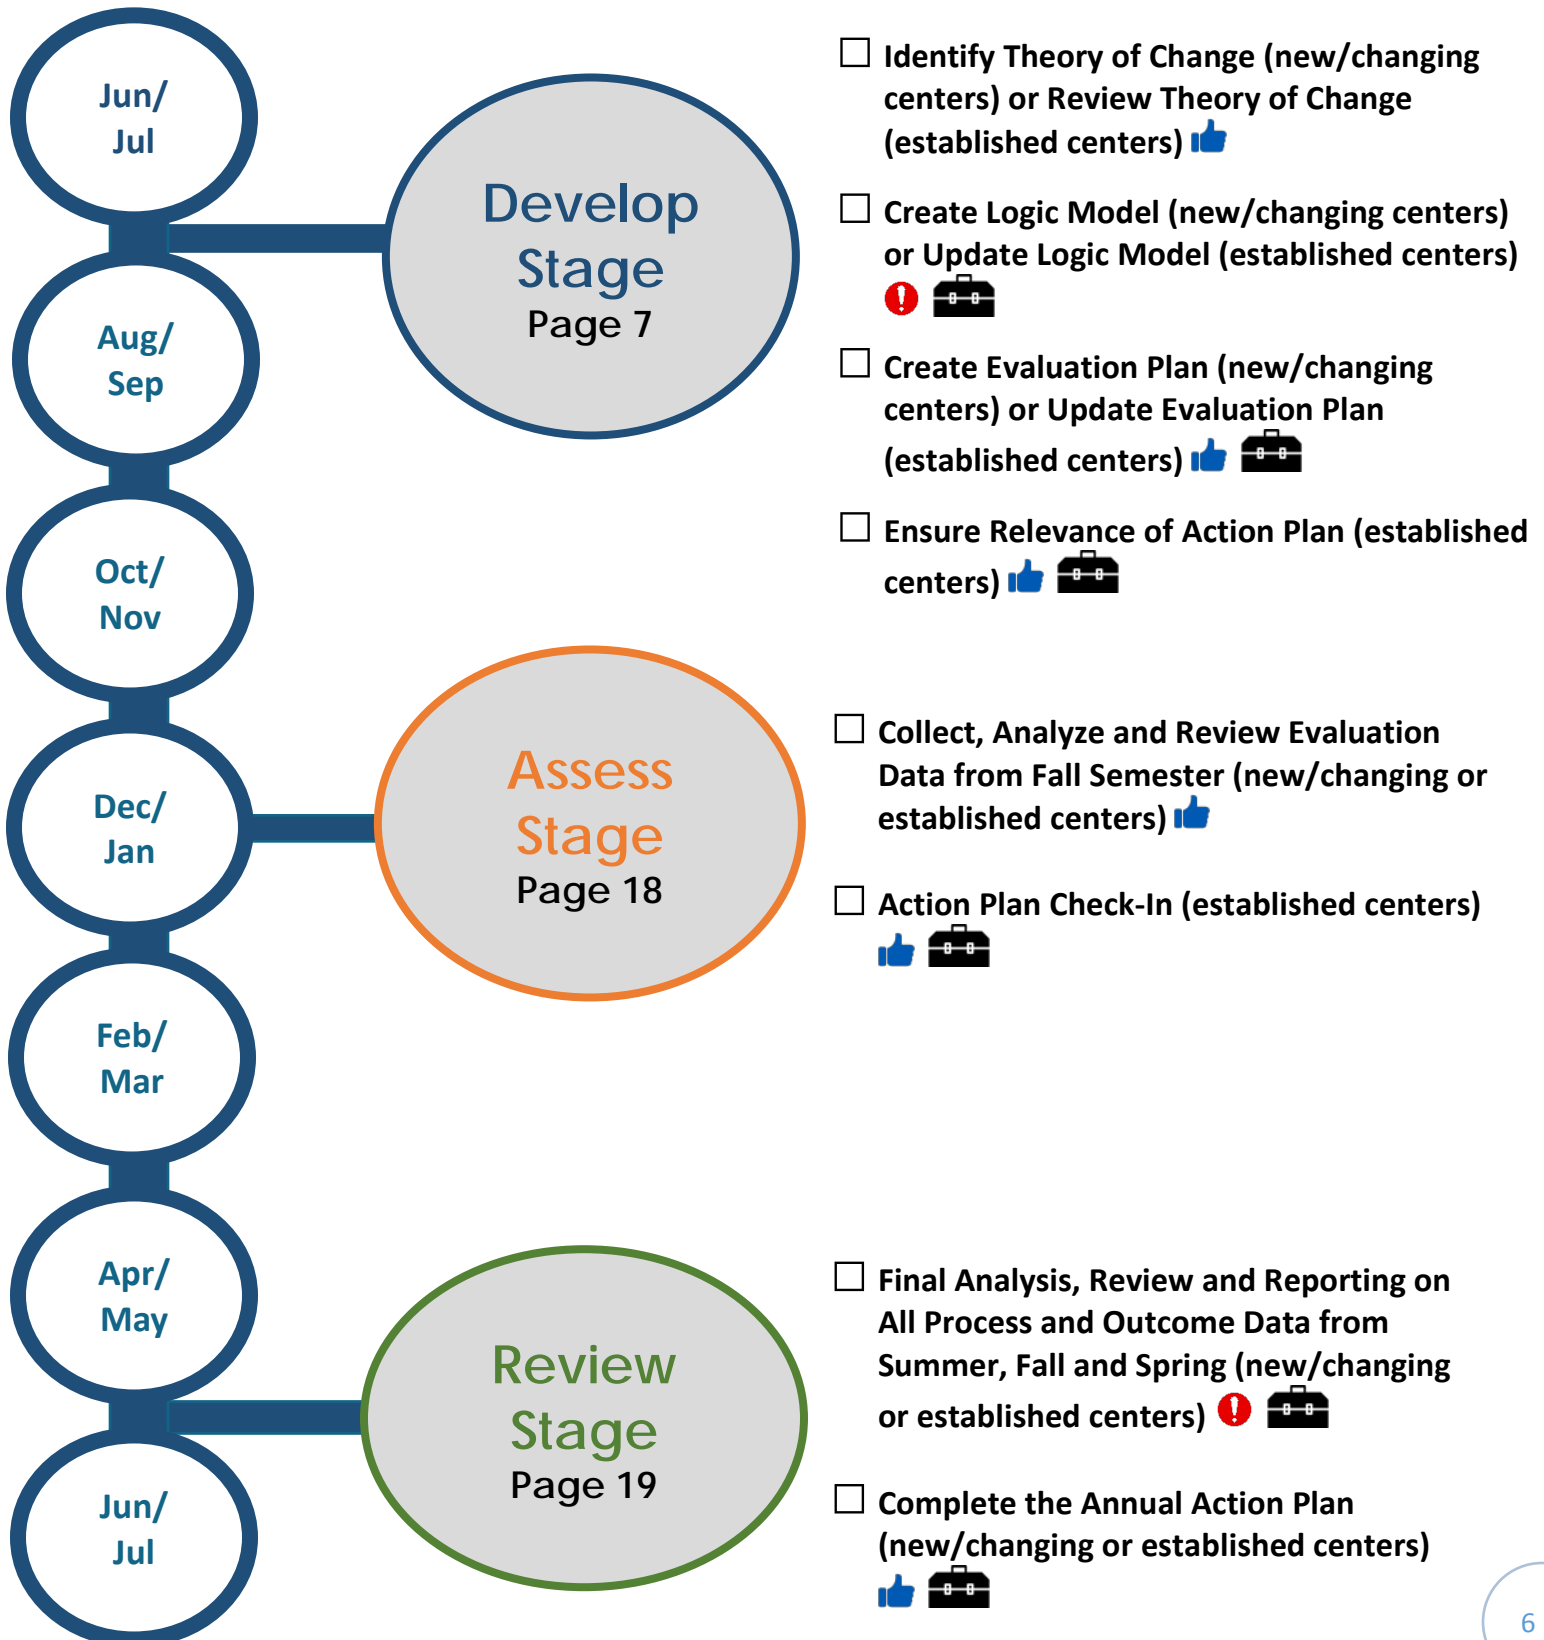 Jun/
Jul
Aug/
Sep
Oct/
Nov
Dec/
Jan
Feb/
Mar
Apr/
May
Jun/
Jul
Develop
Stage
Page 7
☐ Identify Theory of Change (new/changing
centers) or Review Theory of Change
(established centers)
☐ Create Logic Model (new/changing centers)
or Update Logic Model (established centers)
☐ Create Evaluation Plan (new/changing
centers) or Update Evaluation Plan
(established centers)
☐ Ensure Relevance of Action Plan (established
centers)
Assess
Stage
Page 18
☐ Collect, Analyze and Review Evaluation
Data from Fall Semester (new/changing or
established centers)
☐ Action Plan Check-In (established centers)
Review
Stage
Page 19
☐ Final Analysis, Review and Reporting on
All Process and Outcome Data from
Summer, Fall and Spring (new/changing
or established centers)
☐ Complete the Annual Action Plan
(new/changing or established centers)
6